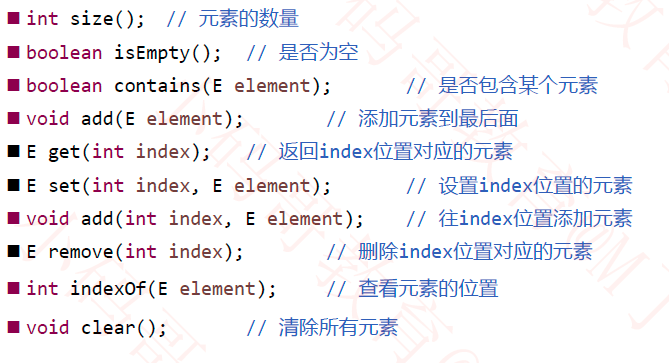 int size(); // 元素的数量
boolean isEmpty(); // 是否为空
boolean contains(E element); // 是否包含某个元素
void add(E element); // 添加元素到最后面
E get(int index); // 返回index位置对应的元素
E set(int index, E element); // 设置index位置的元素
void add(int index, E element); // 往index位置添加元素
E remove(int index); // 删除index位置对应的元素
int indexOf(E element); // 查看元素的位置
void clear(); // 清除所有元素